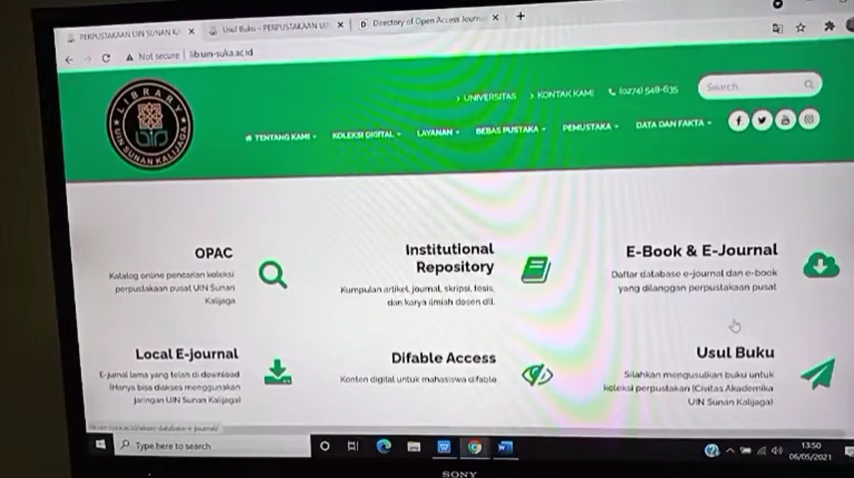 PERPUSTAKAAN UIN SUNAN KA
Usul Buku – PERPUSTAKAAN UI
Directory of Open Access Journ
Not secure | lib.uin-suka.ac.id
LIBRARY
UIN SUNAN KALIJAGA
UNIVERSITAS
KONTAK KAMI
(0274) 548-635
Search
TENTANG KAMI
KOLEKSI DIGITAL
LAYANAN
BEBAS PUSTAKA
PEMUSTAKA
DATA DAN FAKTA
OPAC
Katalog online pencarian koleksi
perpustakaan pusat UIN Sunan
Kalijaga
Institutional
Repository
Kumpulan artikel, journal, skripsi, tesis,
dan karya ilmiah dosen dll.
E-Book & E-Journal
Daftar database e-journal dan e-book
yang dilanggan perpustakaan pusat
Local E-journal
E-jurnal lama yang telah di download
(Hanya bisa diakses menggunakan
jaringan UIN Sunan Kalijaga)
Difable Access
Konten digital untuk mahasiswa difable
Usul Buku
Silahkan mengusulkan buku untuk
koleksi perpustakaan (Civitas Akademika
UIN Sunan Kalijaga)
Type here to search
13:50
06/05/2021
SONY